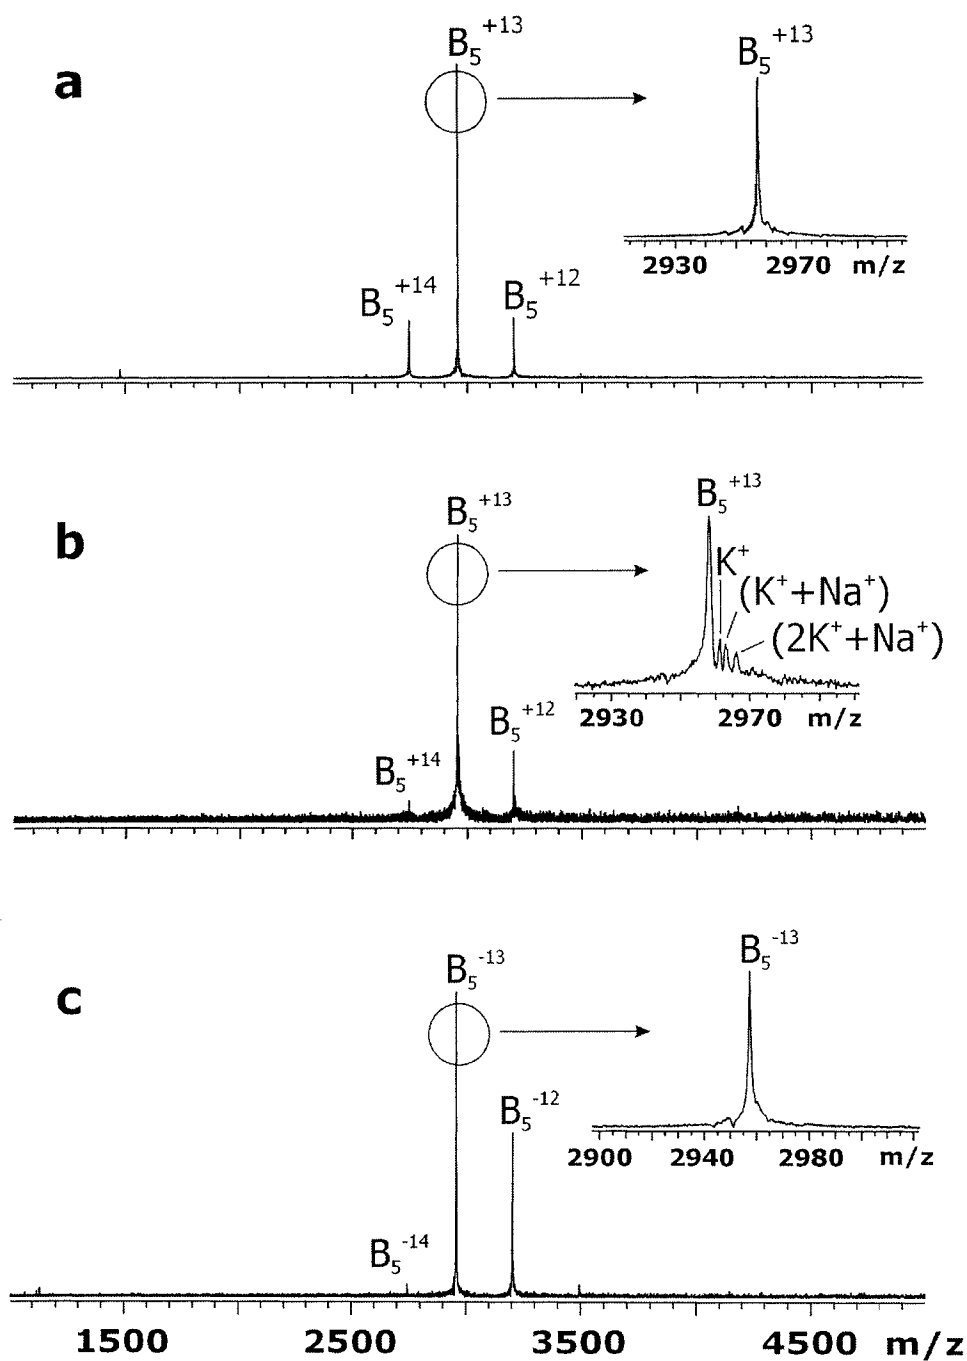 a
B₅⁺¹³
B₅⁺¹³
2930 2970 m/z
B₅⁺¹⁴
B₅⁺¹²
b
B₅⁺¹³
B₅⁺¹³
K⁺
(K⁺+Na⁺)
(2K⁺+Na⁺)
2930 2970 m/z
B₅⁺¹²
B₅⁺¹⁴
c
B₅⁻¹³
B₅⁻¹³
B₅⁻¹²
2900 2940 2980 m/z
B₅⁻¹⁴
1500 2500 3500 4500 m/z